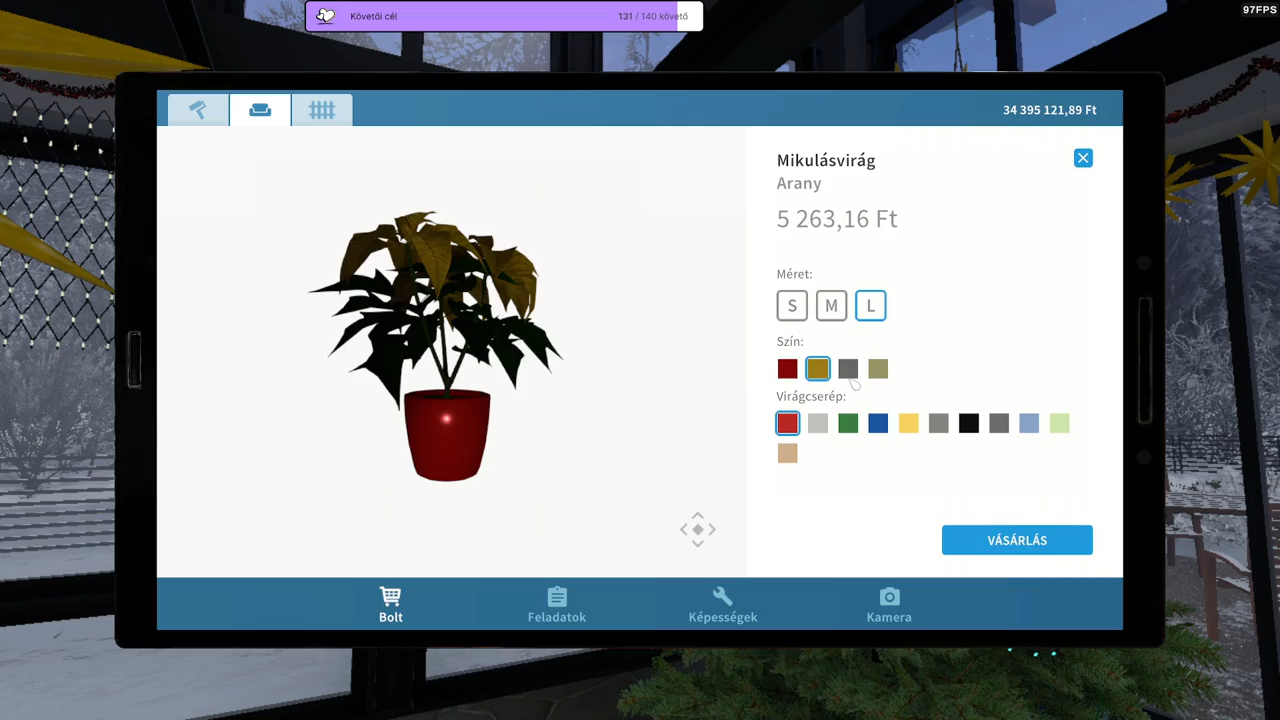 Követői cél 131 / 140 követő
97FPS
34 395 121,89 Ft
Mikulásvirág
Arany
5 263,16 Ft
Méret:
S M L
Szín:
Virágcserép:
VÁSÁRLÁS
Bolt Feladatok Képességek Kamera